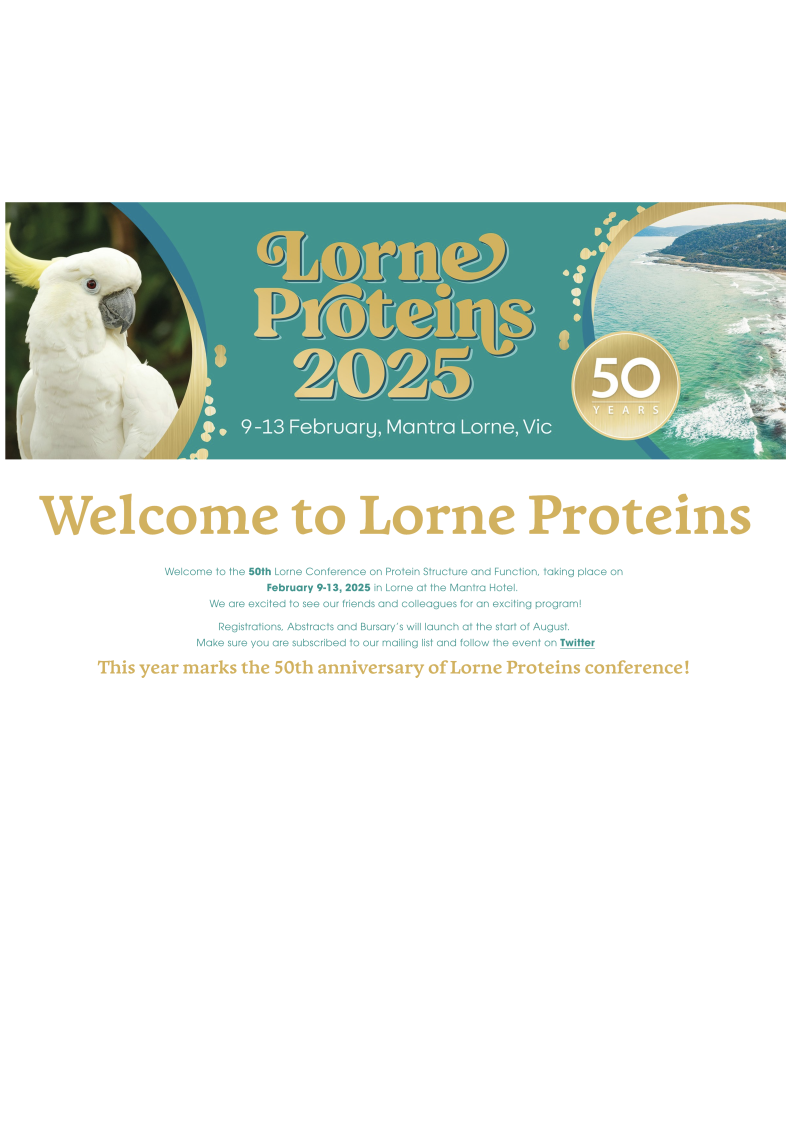 Lorne
Proteins
2025
9-13 February, Mantra Lorne, Vic
50
YEARS
Welcome to Lorne Proteins
Welcome to the 50th Lorne Conference on Protein Structure and Function, taking place on
February 9-13, 2025 in Lorne at the Mantra Hotel.
We are excited to see our friends and colleagues for an exciting program!
Registrations, Abstracts and Bursary's will launch at the start of August.
Make sure you are subscribed to our mailing list and follow the event on Twitter
This year marks the 50th anniversary of Lorne Proteins conference!